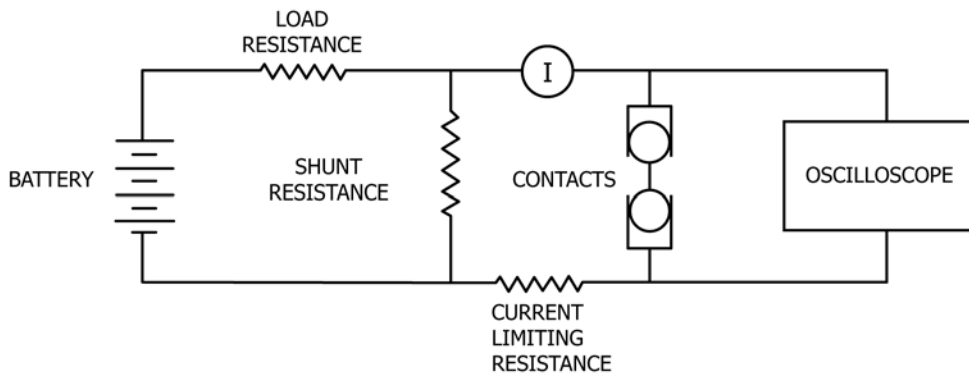 LOAD
RESISTANCE
I
BATTERY
SHUNT
RESISTANCE
CONTACTS
OSCILLOSCOPE
CURRENT
LIMITING
RESISTANCE